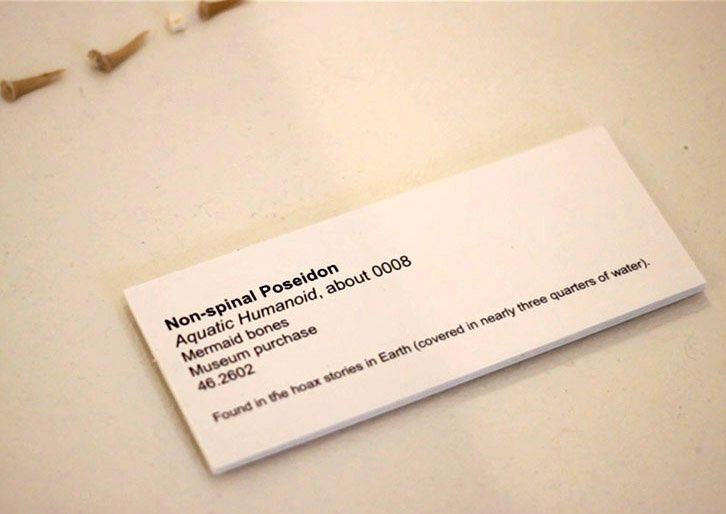 Non-spinal Poseidon
Aquatic Humanoid, about 0008
Mermaid bones
Museum purchase
46.2602
Found in the hoax stories in Earth (covered in nearly three quarters of water).